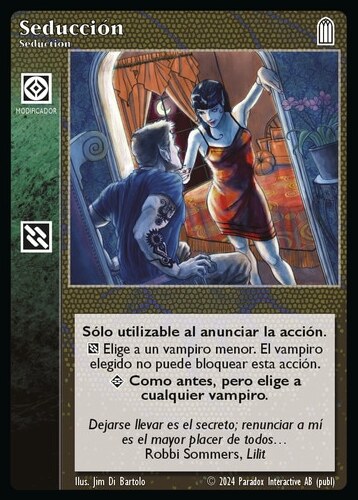 Seducción
Seduction
MODIFICADOR
Sólo utilizable al anunciar la acción.
Elige a un vampiro menor. El vampiro
elegido no puede bloquear esta acción.
Como antes, pero elige a
cualquier vampiro.
Dejarse llevar es el secreto; renunciar a mí
es el mayor placer de todos...
Robbi Sommers, Lilit
Ilus. Jim Di Bartolo © 2024 Paradox Interactive AB (publ)